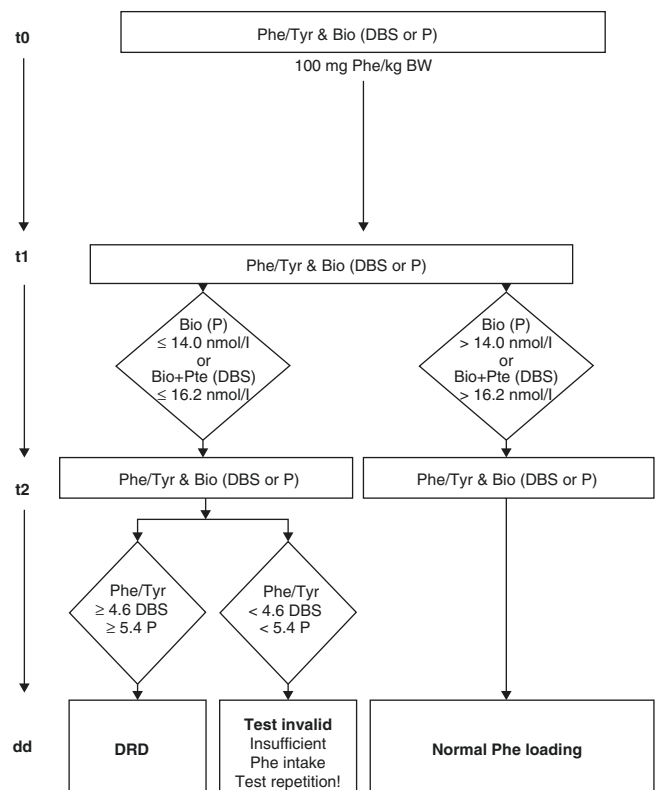 t0
Phe/Tyr & Bio (DBS or P)
100 mg Phe/kg BW
t1
Phe/Tyr & Bio (DBS or P)
Bio (P)
≤ 14.0 nmol/l
or
Bio+Pte (DBS)
≤ 16.2 nmol/l
Bio (P)
> 14.0 nmol/l
or
Bio+Pte (DBS)
> 16.2 nmol/l
t2
Phe/Tyr & Bio (DBS or P)
Phe/Tyr & Bio (DBS or P)
Phe/Tyr
≥ 4.6 DBS
≥ 5.4 P
Phe/Tyr
< 4.6 DBS
< 5.4 P
dd
DRD
Test invalid
Insufficient
Phe intake
Test repetition!
Normal Phe loading